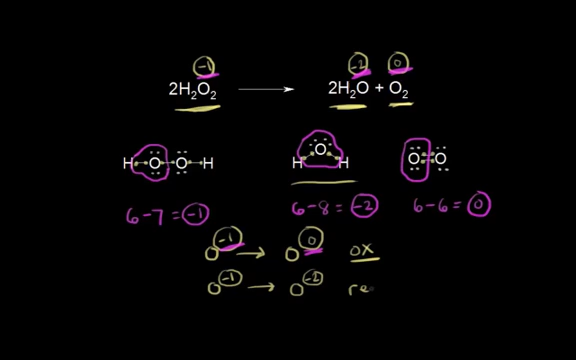 -1 -2 0
2H₂O₂ → 2H₂O + O₂
H O O H
O
H H
O O
6-7 = -1 6-8 = -2 6-6 = 0
O -1 → O 0 ox
O -1 → O -2 re